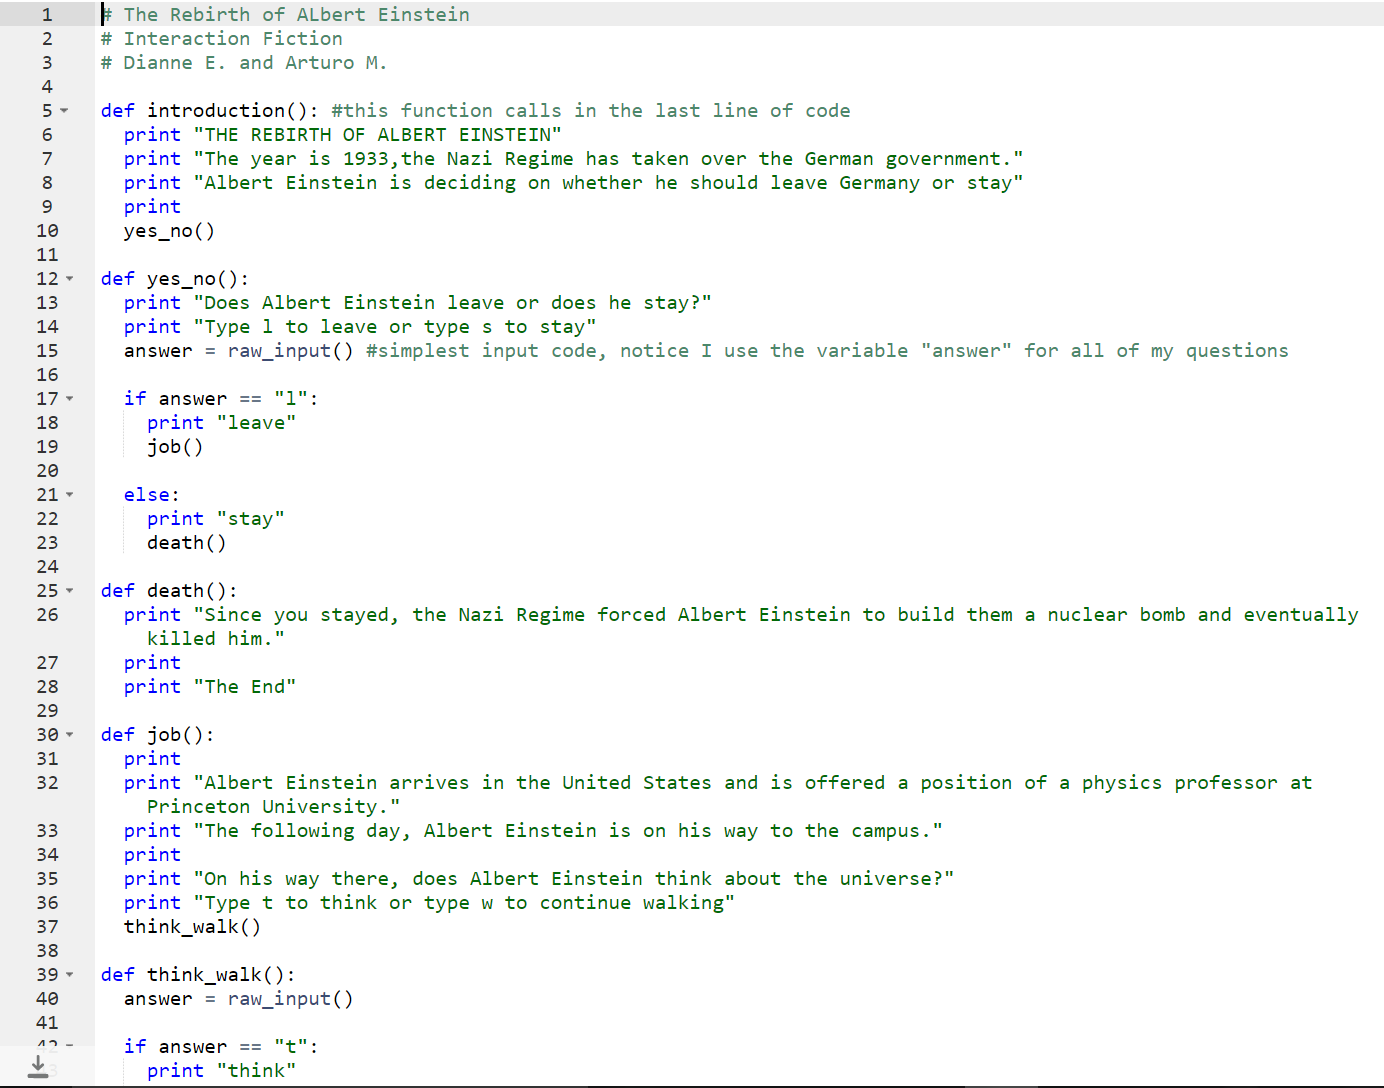 1 # The Rebirth of ALbert Einstein
2 # Interaction Fiction
3 # Dianne E. and Arturo M.
4
5 def introduction(): #this function calls in the last line of code
6   print "THE REBIRTH OF ALBERT EINSTEIN"
7   print "The year is 1933,the Nazi Regime has taken over the German government."
8   print "Albert Einstein is deciding on whether he should leave Germany or stay"
9   print
10   yes_no()
11
12 def yes_no():
13   print "Does Albert Einstein leave or does he stay?"
14   print "Type l to leave or type s to stay"
15   answer = raw_input() #simplest input code, notice I use the variable "answer" for all of my questions
16
17   if answer == "l":
18     print "leave"
19     job()
20
21   else:
22     print "stay"
23     death()
24
25 def death():
26   print "Since you stayed, the Nazi Regime forced Albert Einstein to build them a nuclear bomb and eventually
killed him."
27   print
28   print "The End"
29
30 def job():
31   print
32   print "Albert Einstein arrives in the United States and is offered a position of a physics professor at
Princeton University."
33   print "The following day, Albert Einstein is on his way to the campus."
34   print
35   print "On his way there, does Albert Einstein think about the universe?"
36   print "Type t to think or type w to continue walking"
37   think_walk()
38
39 def think_walk():
40   answer = raw_input()
41
42   if answer == "t":
    print "think"